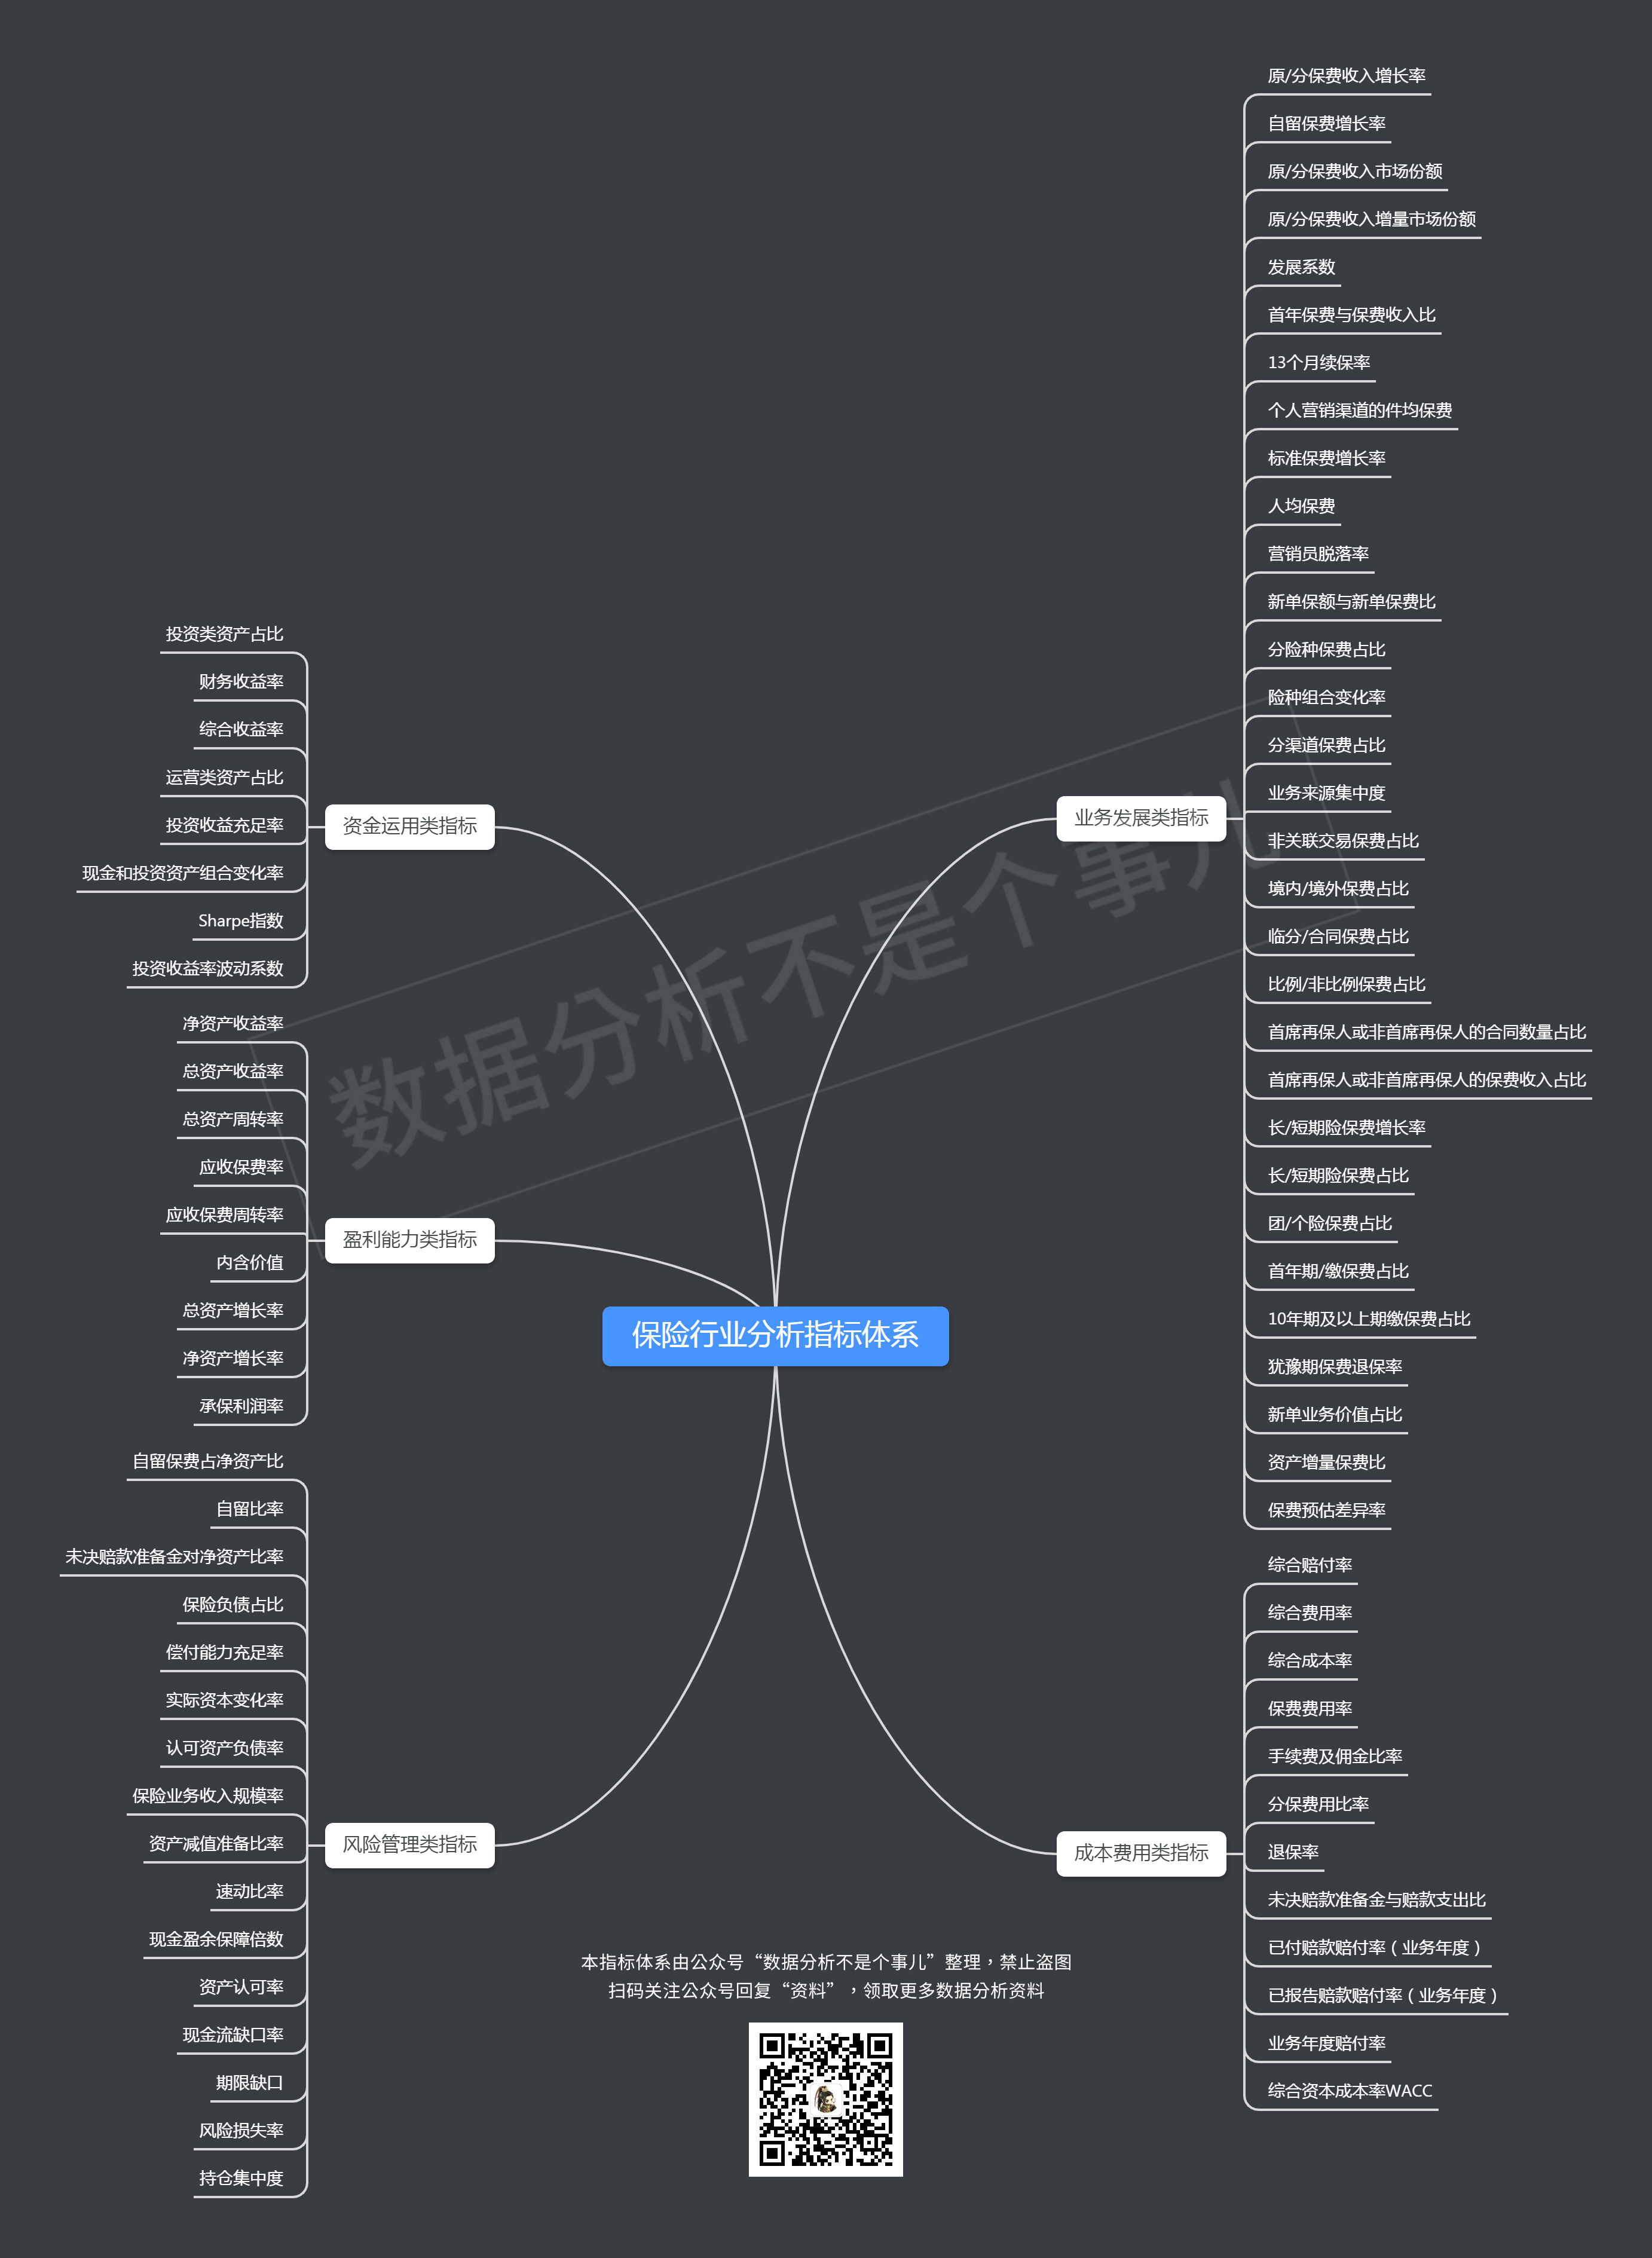 保险行业分析指标体系
业务发展类指标
原/分保费收入增长率
自留保费增长率
原/分保费收入市场份额
原/分保费收入增量市场份额
发展系数
首年保费与保费收入比
13个月续保率
个人营销渠道的件均保费
标准保费增长率
人均保费
营销员脱落率
新单保额与新单保费比
分险种保费占比
险种组合变化率
分渠道保费占比
业务来源集中度
非关联交易保费占比
境内/境外保费占比
临分/合同保费占比
比例/非比例保费占比
首席再保人或非首席再保人的合同数量占比
首席再保人或非首席再保人的保费收入占比
长/短期险保费增长率
长/短期险保费占比
团/个险保费占比
首年期/缴保费占比
10年期及以上期缴保费占比
犹豫期保费退保率
新单业务价值占比
资产增量保费比
保费预估差异率
成本费用类指标
综合赔付率
综合费用率
综合成本率
保费费用率
手续费及佣金比率
分保费用比率
退保率
未决赔款准备金与赔款支出比
已付赔款赔付率（业务年度）
已报告赔款赔付率（业务年度）
业务年度赔付率
综合资本成本率WACC
资金运用类指标
投资类资产占比
财务收益率
综合收益率
运营类资产占比
投资收益充足率
现金和投资资产组合变化率
Sharpe指数
投资收益率波动系数
盈利能力类指标
净资产收益率
总资产收益率
总资产周转率
应收保费率
应收保费周转率
内含价值
总资产增长率
净资产增长率
承保利润率
风险管理类指标
自留保费占净资产比
自留比率
未决赔款准备金对净资产比率
保险负债占比
偿付能力充足率
实际资本变化率
认可资产负债率
保险业务收入规模率
资产减值准备比率
速动比率
现金盈余保障倍数
资产认可率
现金流缺口率
期限缺口
风险损失率
持仓集中度
数据分析不是个事儿
本指标体系由公众号“数据分析不是个事儿”整理，禁止盗图
扫码关注公众号回复“资料”，领取更多数据分析资料